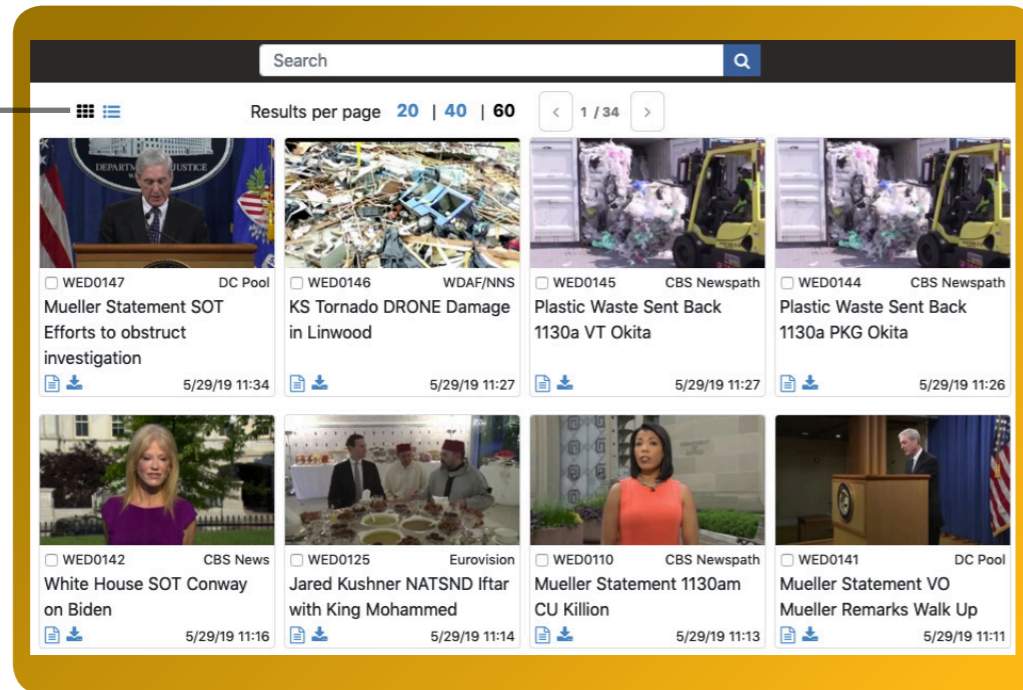 Search
Results per page 20 | 40 | 60 < 1 / 34 >
DEPARTM JUSTICE
WED0147 DC Pool
Mueller Statement SOT
Efforts to obstruct
investigation
5/29/19 11:34
WED0146 WDAF/NNS
KS Tornado DRONE Damage
in Linwood
5/29/19 11:27
WED0145 CBS Newspath
Plastic Waste Sent Back
1130a VT Okita
5/29/19 11:27
WED0144 CBS Newspath
Plastic Waste Sent Back
1130a PKG Okita
5/29/19 11:26
WED0142 CBS News
White House SOT Conway
on Biden
5/29/19 11:16
WED0125 Eurovision
Jared Kushner NATSND Iftar
with King Mohammed
5/29/19 11:14
WED0110 CBS Newspath
Mueller Statement 1130am
CU Killion
5/29/19 11:13
WED0141 DC Pool
Mueller Statement VO
Mueller Remarks Walk Up
5/29/19 11:11